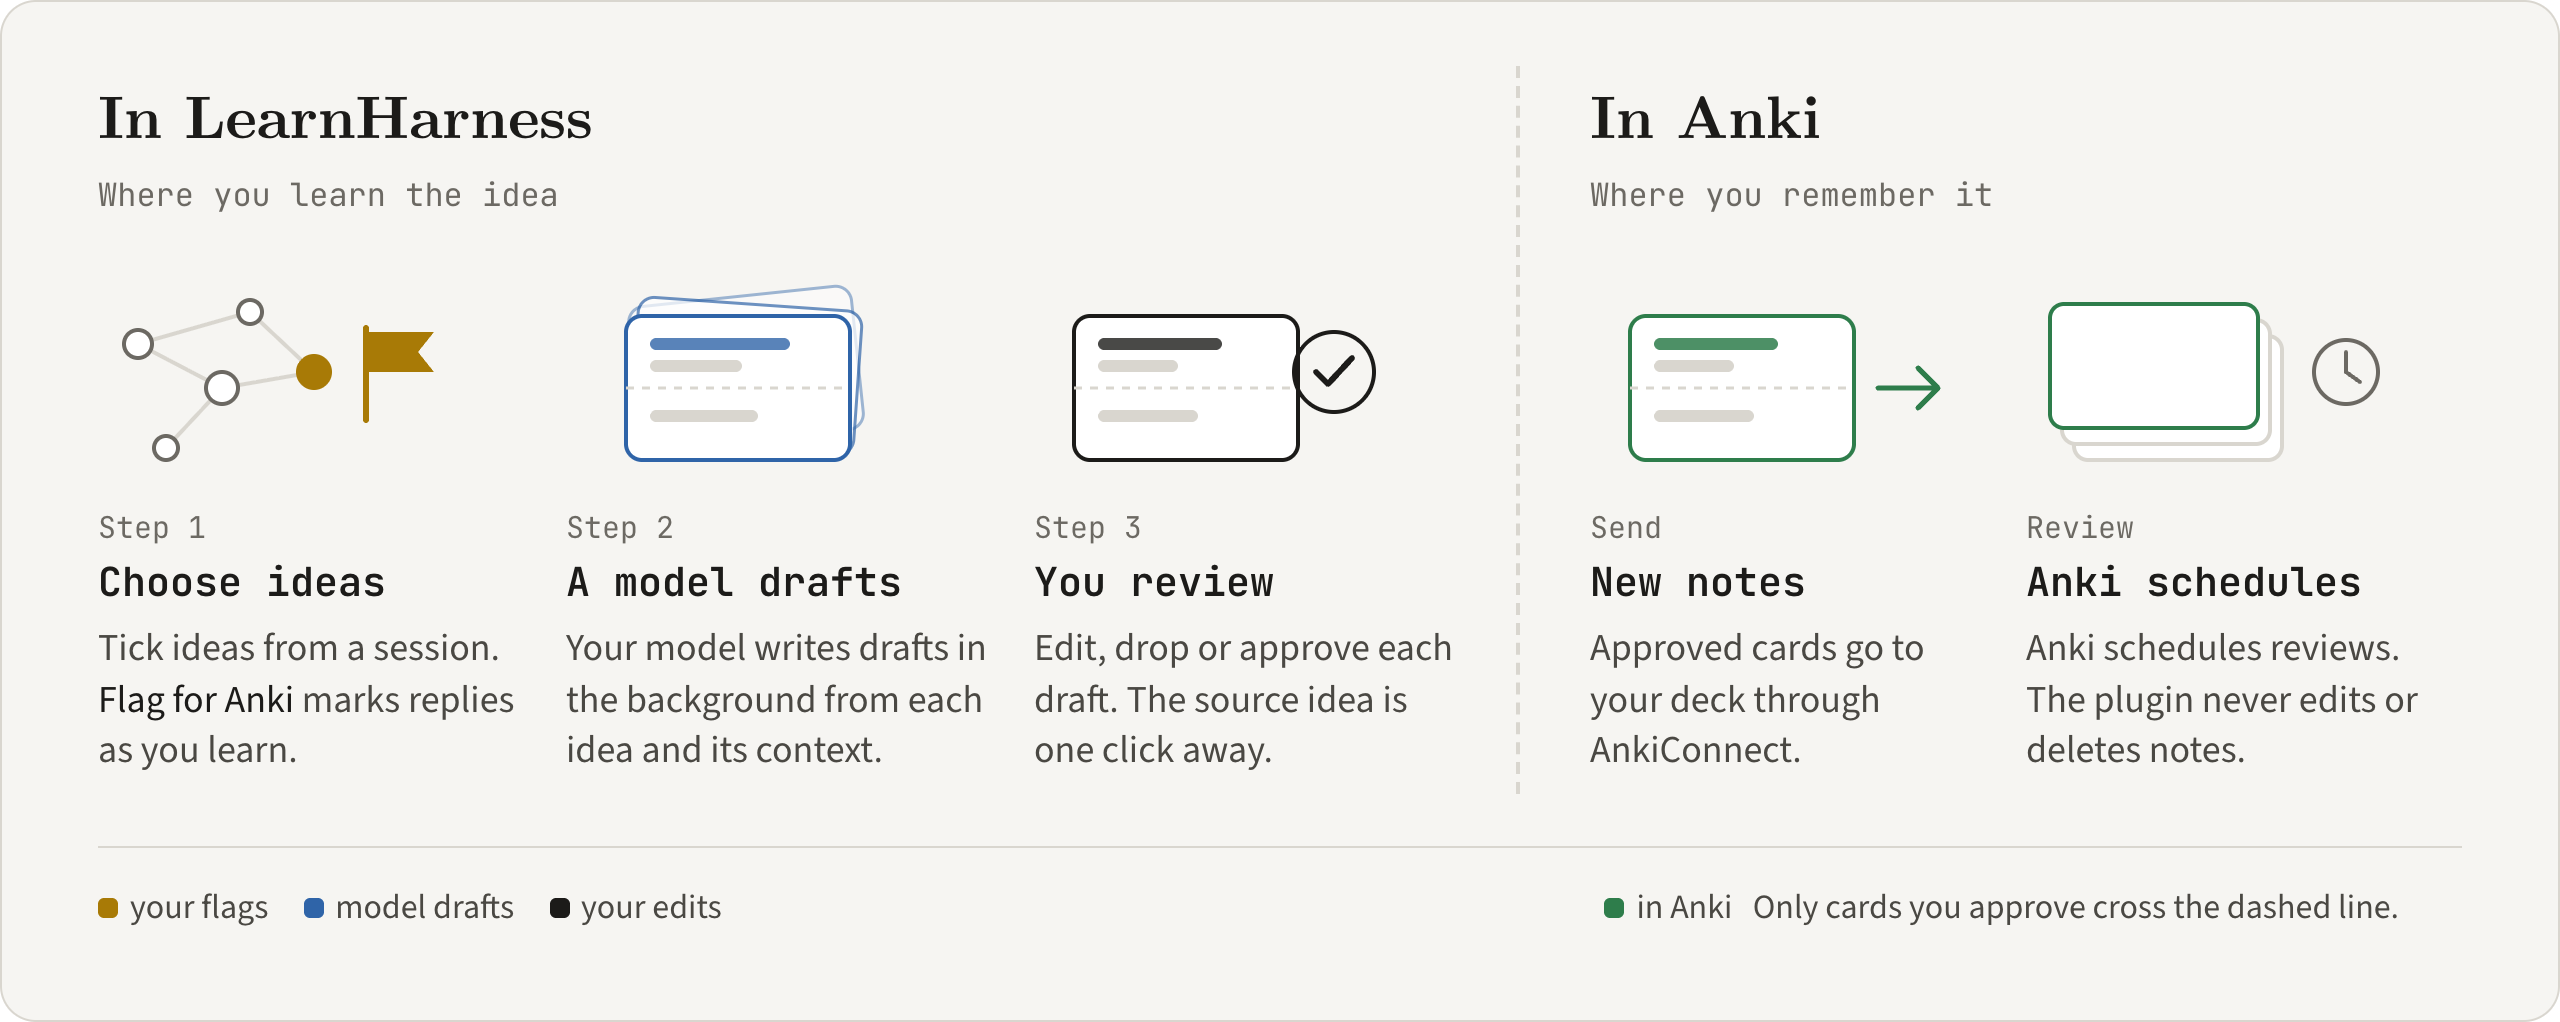 In LearnHarness
Where you learn the idea
Step 1
Choose ideas
Tick ideas from a session.
Flag for Anki marks replies
as you learn.
Step 2
A model drafts
Your model writes drafts in
the background from each
idea and its context.
Step 3
You review
Edit, drop or approve each
draft. The source idea is
one click away.
In Anki
Where you remember it
Send
New notes
Approved cards go to
your deck through
AnkiConnect.
Review
Anki schedules
Anki schedules reviews.
The plugin never edits or
deletes notes.
your flags
model drafts
your edits
in Anki
Only cards you approve cross the dashed line.